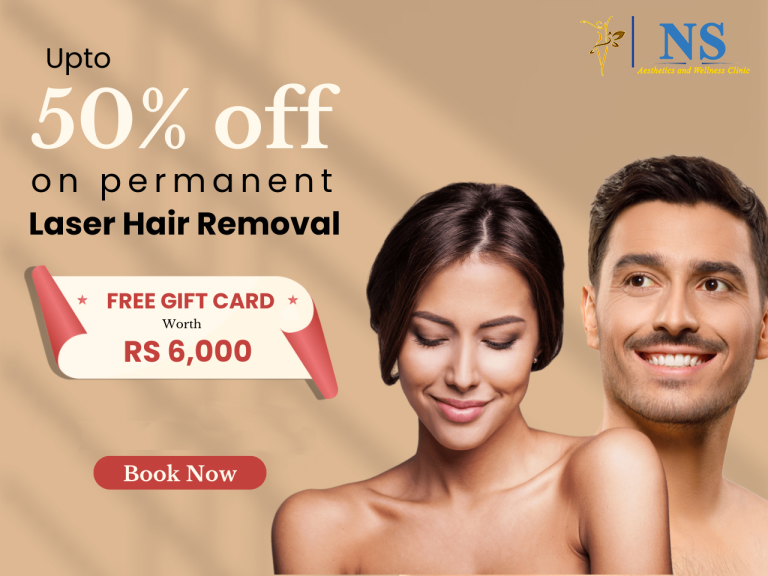 Upto
50% off
on permanent
Laser Hair Removal
FREE GIFT CARD
Worth
RS 6,000
Book Now
NS
Aesthetics and Wellness Clinic